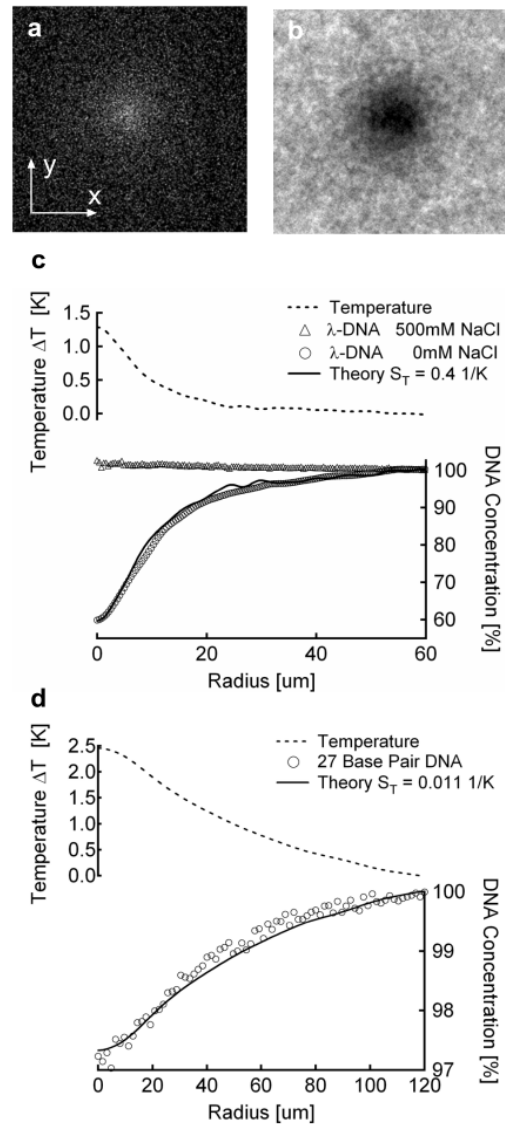 a
b
y
x
c
Temperature ΔT [K]
1.5
1.0
0.5
0.0
Temperature
λ-DNA 500mM NaCl
λ-DNA 0mM NaCl
Theory S_T = 0.4 1/K
100
90
80
70
60
DNA Concentration [%]
0 20 40 60
Radius [um]
d
Temperature ΔT [K]
2.5
2.0
1.5
1.0
0.5
0.0
Temperature
27 Base Pair DNA
Theory S_T = 0.011 1/K
100
99
98
97
DNA Concentration [%]
0 20 40 60 80 100 120
Radius [um]